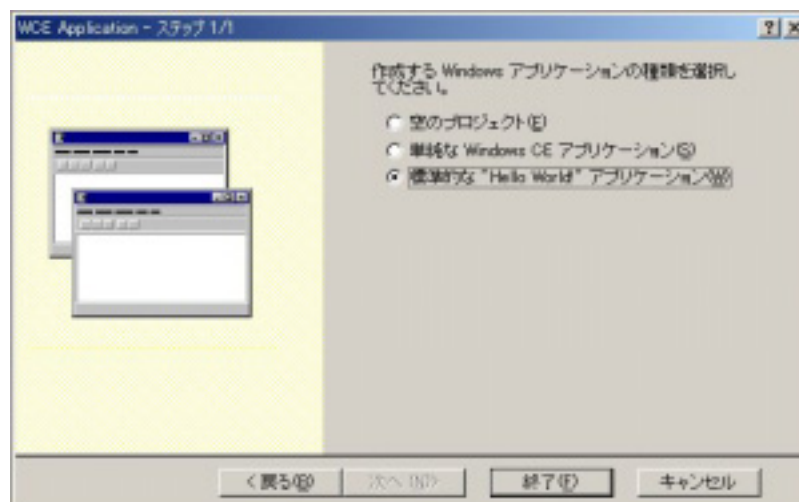 WCE Application - ステップ 1/1
作成する Windows アプリケーションの種類を選択し
てください。
空のプロジェクト(E)
単純な Windows CE アプリケーション(S)
標準的な "Hello World" アプリケーション(W)
< 戻る(B)
次へ(N)>
終了(F)
キャンセル